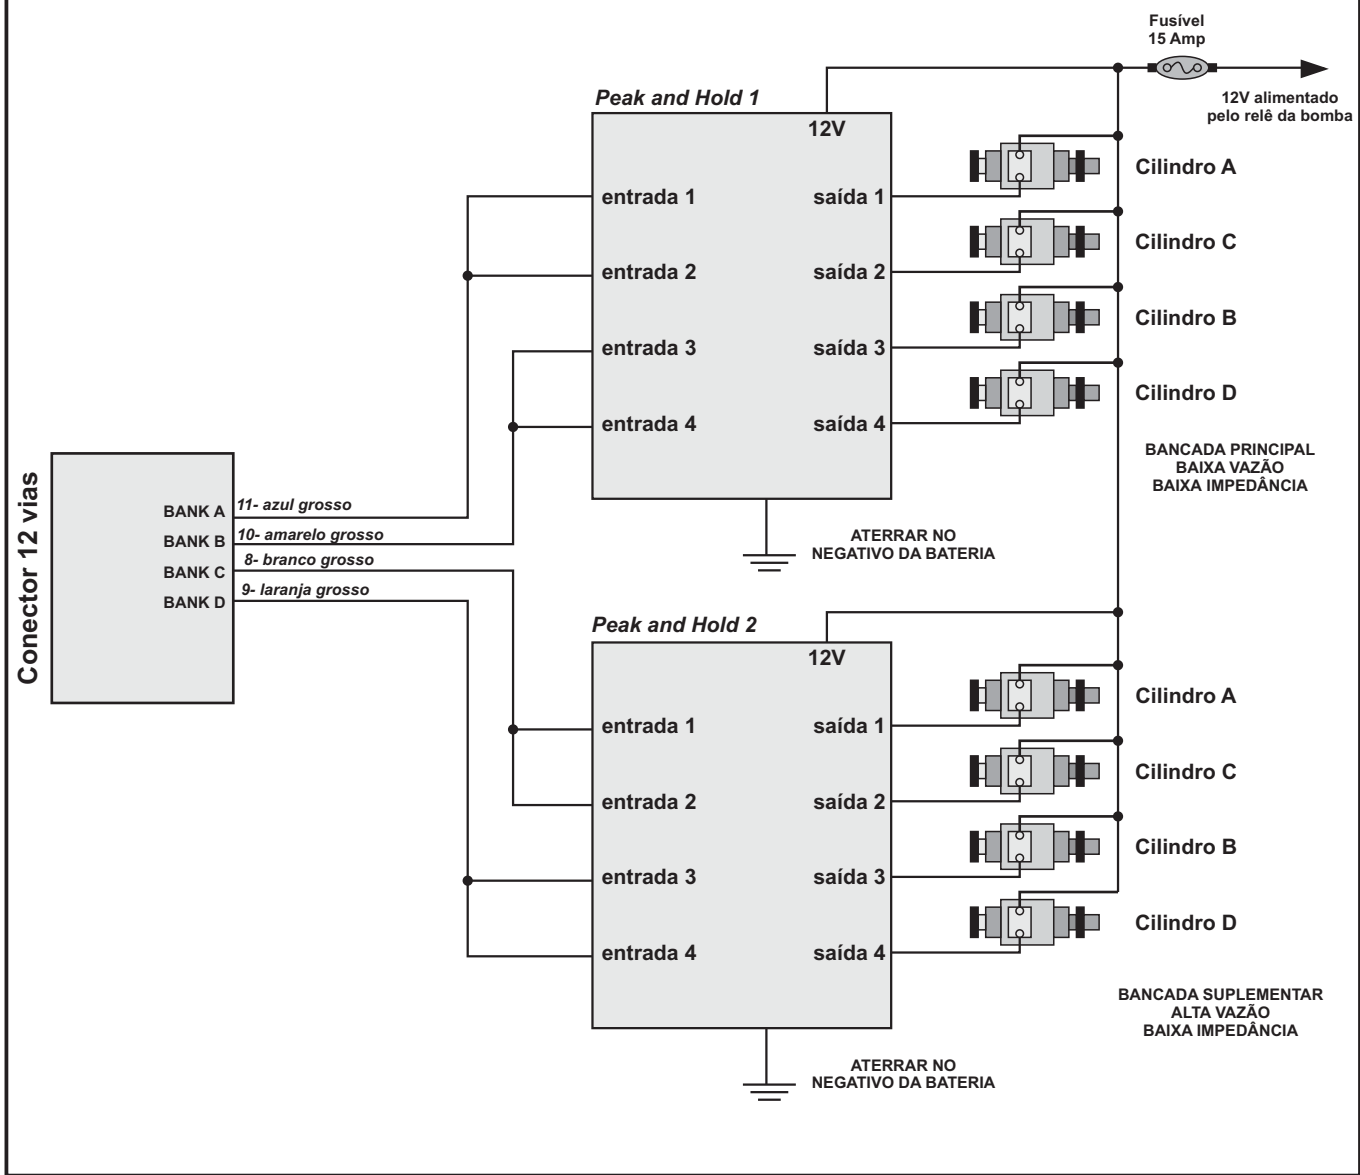 Fusível
15 Amp
12V alimentado
pelo relê da bomba
Peak and Hold 1
12V
entrada 1
saída 1
Cilindro A
entrada 2
saída 2
Cilindro C
entrada 3
saída 3
Cilindro B
entrada 4
saída 4
Cilindro D
BANCADA PRINCIPAL
BAIXA VAZÃO
BAIXA IMPEDÂNCIA
ATERRAR NO
NEGATIVO DA BATERIA
Conector 12 vias
BANK A
11- azul grosso
BANK B
10- amarelo grosso
BANK C
8- branco grosso
BANK D
9- laranja grosso
Peak and Hold 2
12V
entrada 1
saída 1
Cilindro A
entrada 2
saída 2
Cilindro C
entrada 3
saída 3
Cilindro B
entrada 4
saída 4
Cilindro D
BANCADA SUPLEMENTAR
ALTA VAZÃO
BAIXA IMPEDÂNCIA
ATERRAR NO
NEGATIVO DA BATERIA